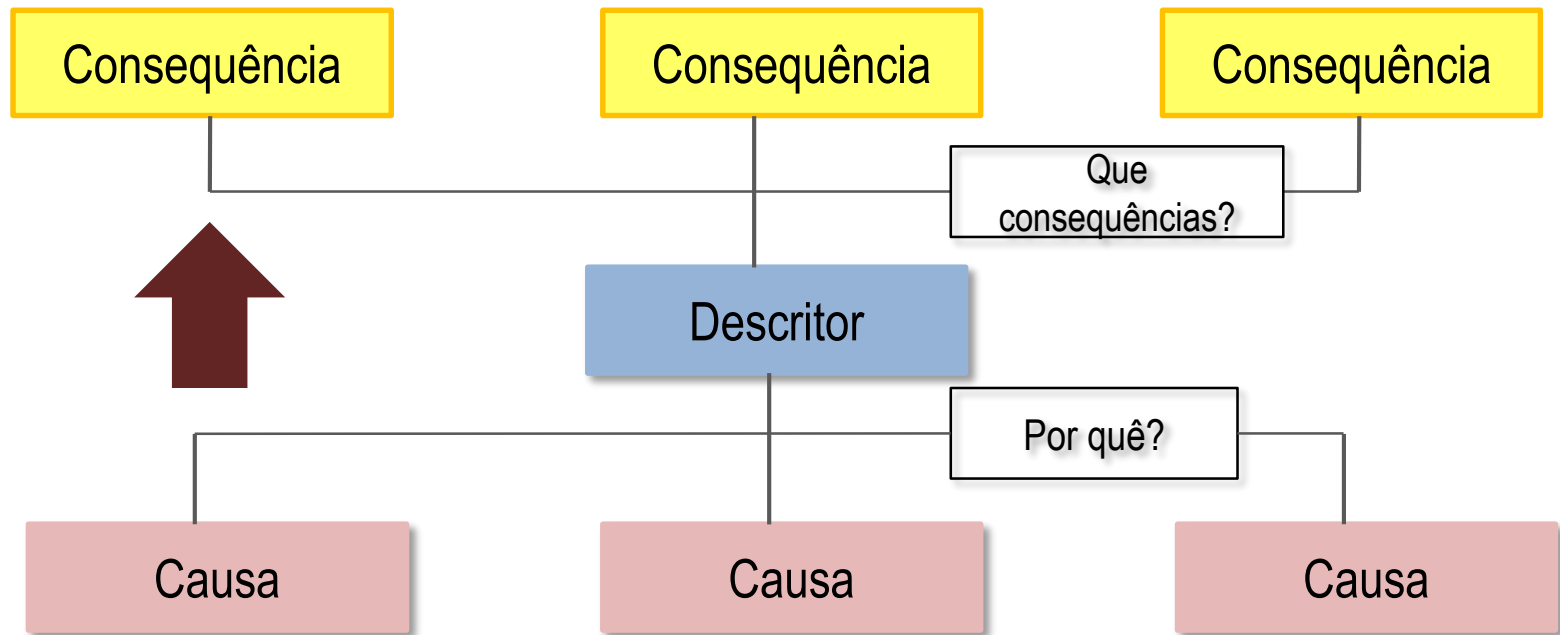 Consequência
Consequência
Consequência
Que
consequências?
Descritor
Por quê?
Causa
Causa
Causa